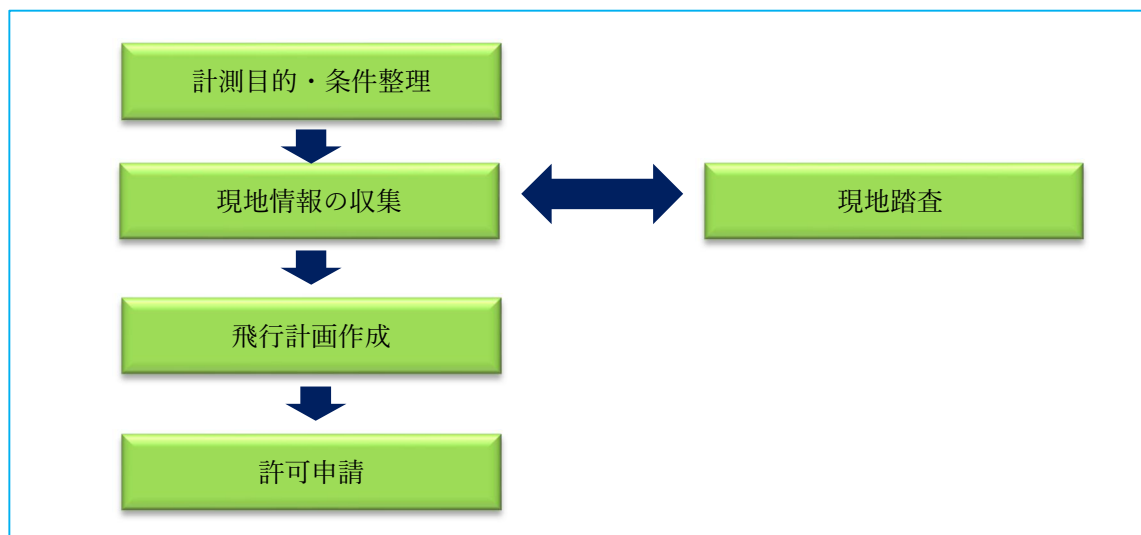 計測目的・条件整理
現地情報の収集
現地踏査
飛行計画作成
許可申請